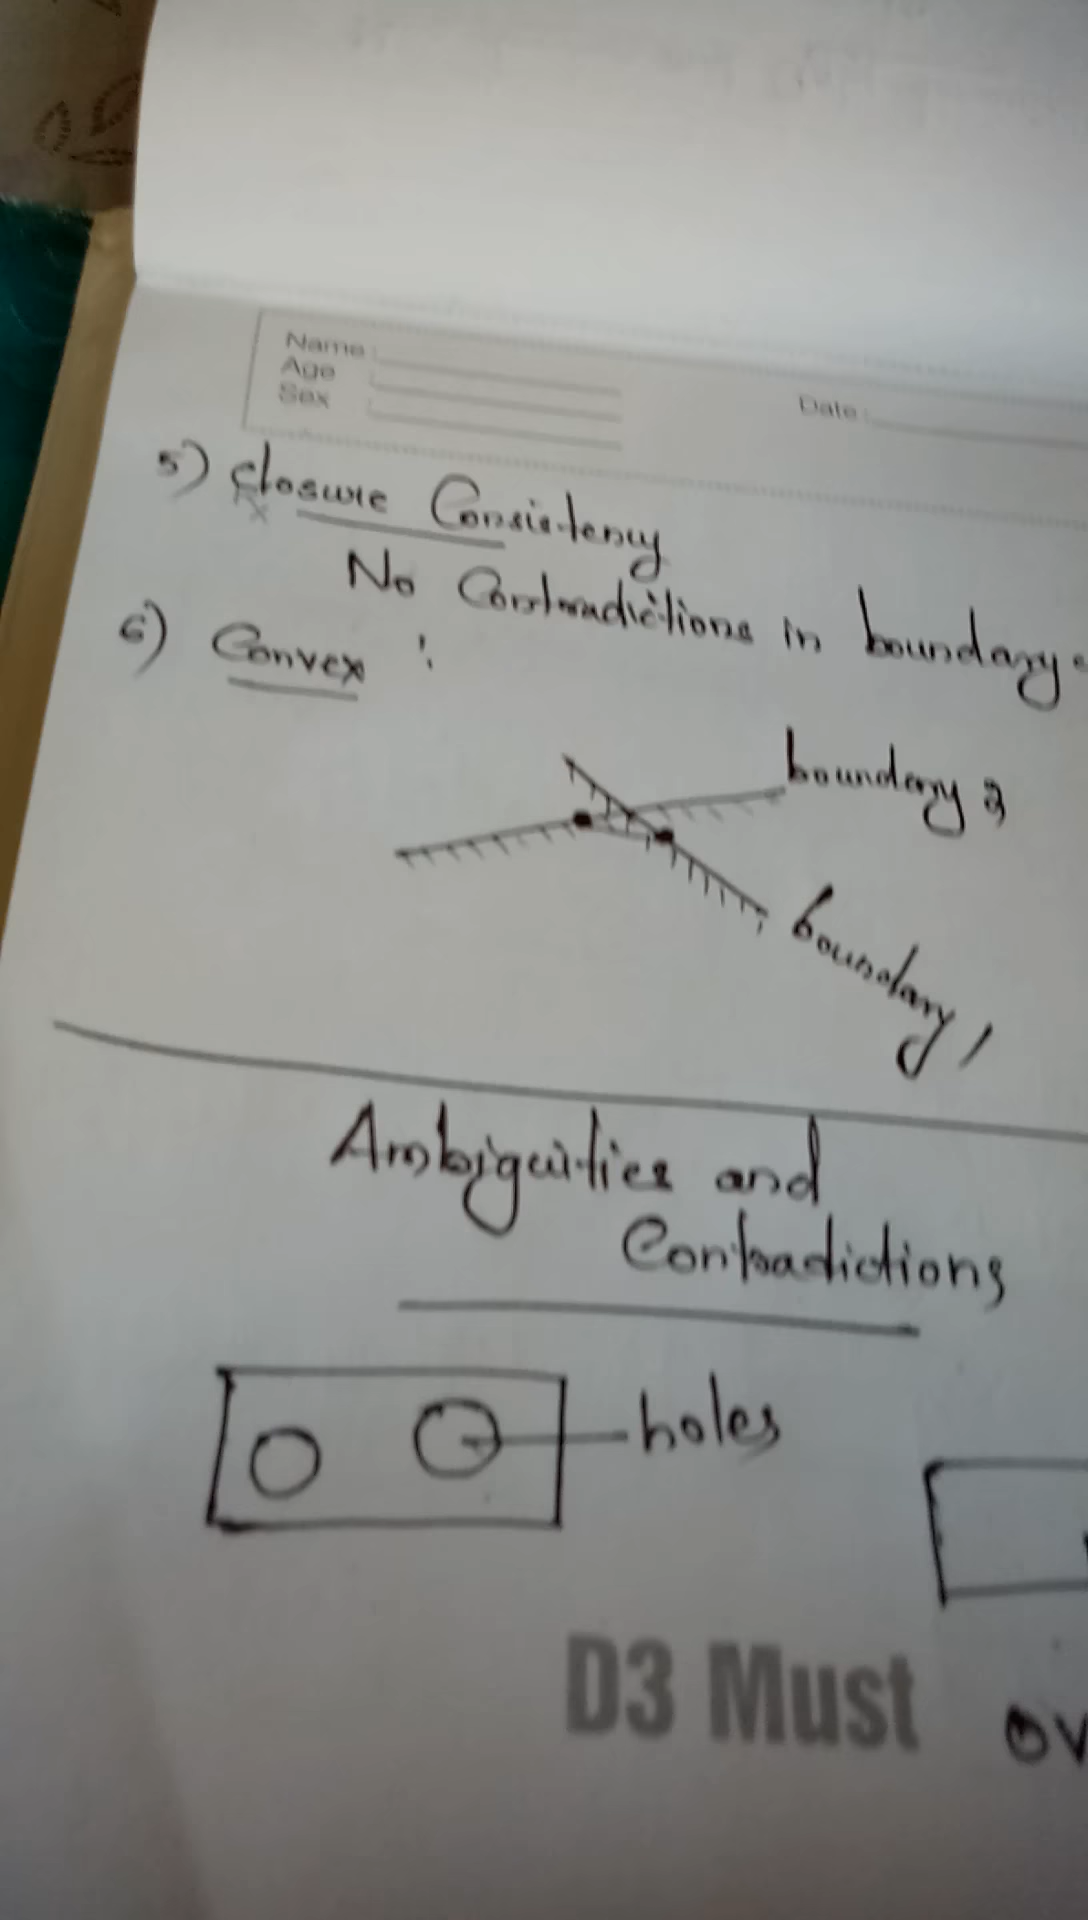 Name :
Age :
Sex :
Date :
5) Closure Consistency
No Contradictions in boundary
6) Convex :
boundary 2
boundary 1
Ambiguities and
Contradictions
holes
D3 Must
ov